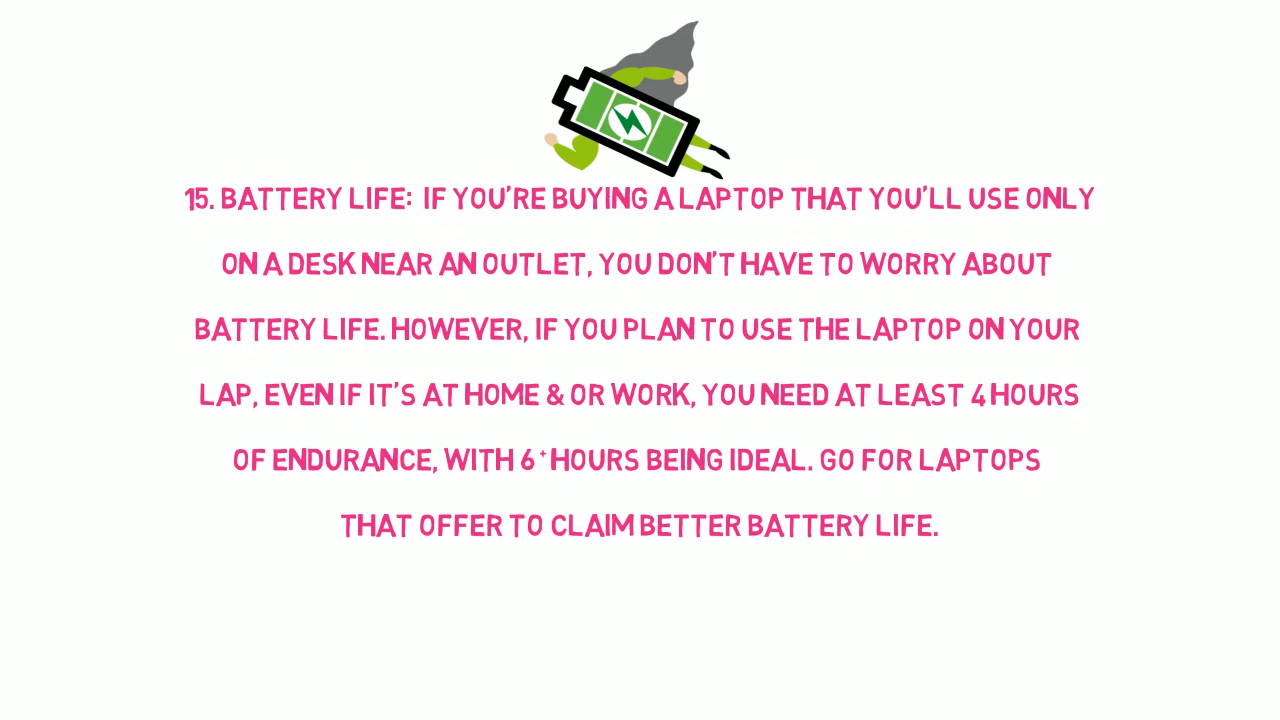 15. BATTERY LIFE: IF YOU'RE BUYING A LAPTOP THAT YOU'LL USE ONLY
ON A DESK NEAR AN OUTLET, YOU DON'T HAVE TO WORRY ABOUT
BATTERY LIFE. HOWEVER, IF YOU PLAN TO USE THE LAPTOP ON YOUR
LAP, EVEN IF IT'S AT HOME & OR WORK, YOU NEED AT LEAST 4 HOURS
OF ENDURANCE, WITH 6+ HOURS BEING IDEAL. GO FOR LAPTOPS
THAT OFFER TO CLAIM BETTER BATTERY LIFE.